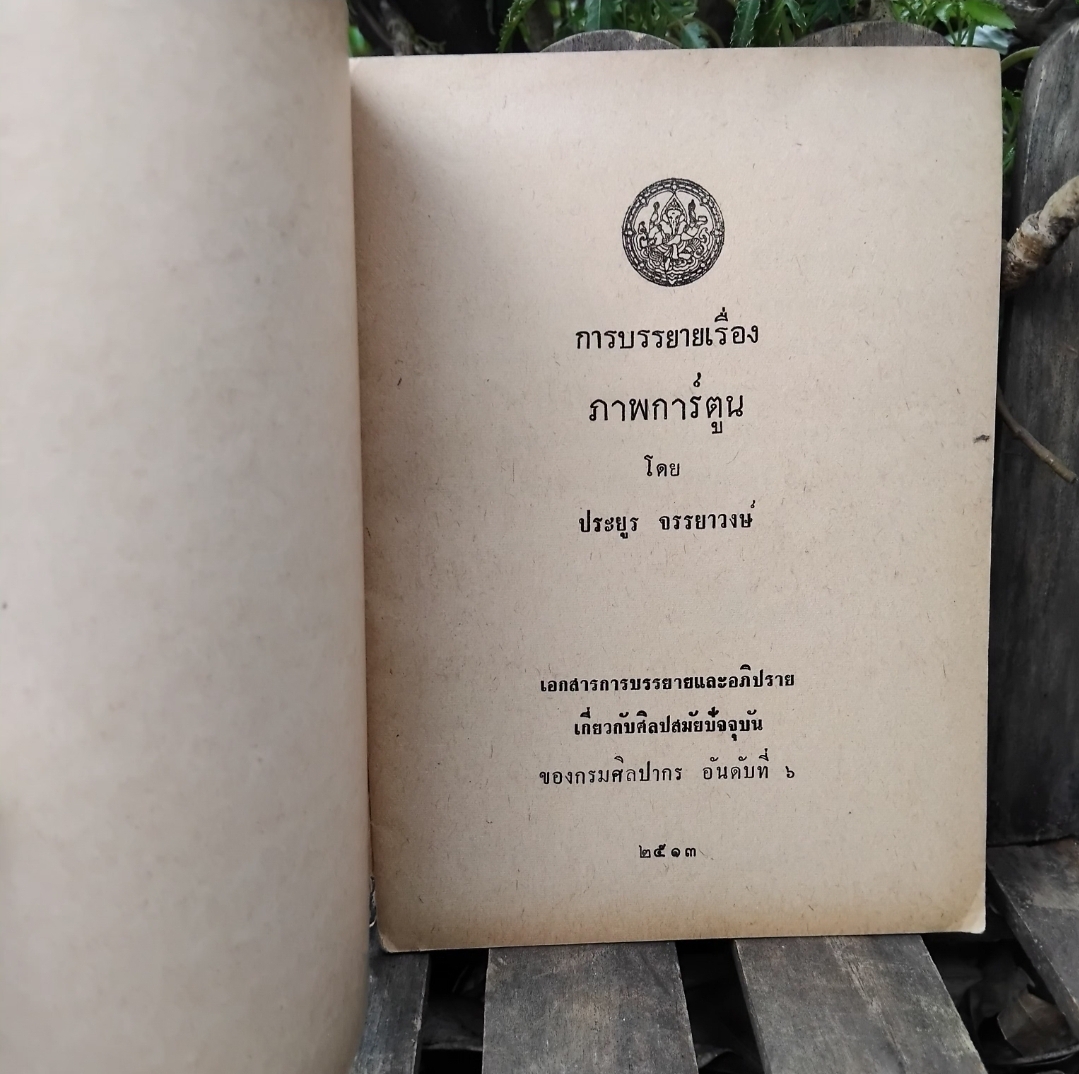 การบรรยายเรื่อง
ภาพการ์ตูน
โดย
ประยูร จรรยาวงษ์
เอกสารการบรรยายและอภิปราย
เกี่ยวกับศิลปสมัยปัจจุบัน
ของกรมศิลปากร อันดับที่ ๖
๒๕๑๓